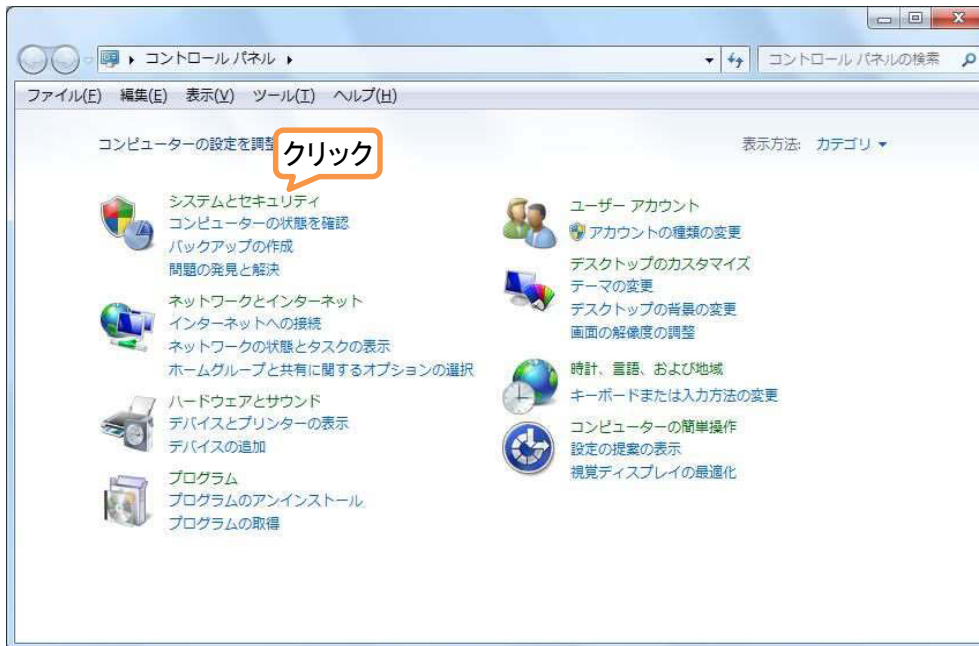 コントロール パネル
コントロール パネルの検索
ファイル(F) 編集(E) 表示(V) ツール(T) ヘルプ(H)
コンピューターの設定を調整
クリック
表示方法: カテゴリ
システムとセキュリティ
コンピューターの状態を確認
バックアップの作成
問題の発見と解決
ネットワークとインターネット
インターネットへの接続
ネットワークの状態とタスクの表示
ホームグループと共有に関するオプションの選択
ハードウェアとサウンド
デバイスとプリンターの表示
デバイスの追加
プログラム
プログラムのアンインストール
プログラムの取得
ユーザー アカウント
アカウントの種類の変更
デスクトップのカスタマイズ
テーマの変更
デスクトップの背景の変更
画面の解像度の調整
時計、言語、および地域
キーボードまたは入力方法の変更
コンピューターの簡単操作
設定の提案の表示
視覚ディスプレイの最適化